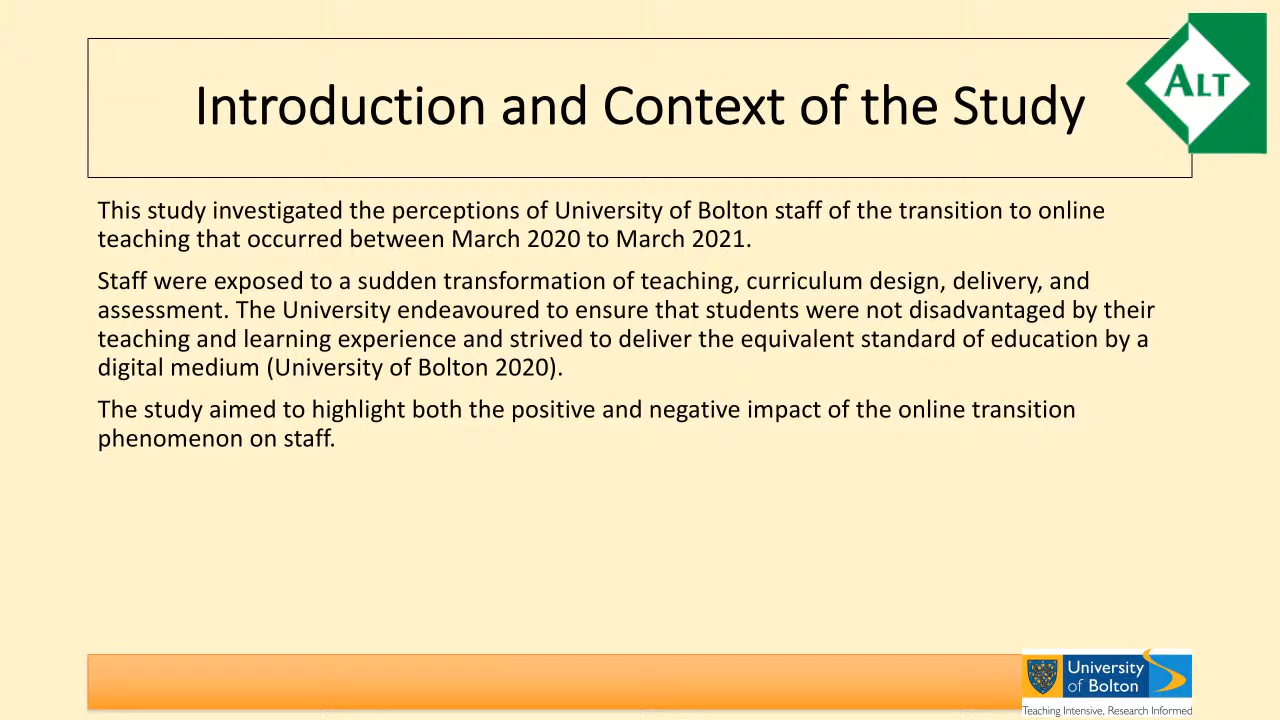 ALT
Introduction and Context of the Study
This study investigated the perceptions of University of Bolton staff of the transition to online
teaching that occurred between March 2020 to March 2021.
Staff were exposed to a sudden transformation of teaching, curriculum design, delivery, and
assessment. The University endeavoured to ensure that students were not disadvantaged by their
teaching and learning experience and strived to deliver the equivalent standard of education by a
digital medium (University of Bolton 2020).
The study aimed to highlight both the positive and negative impact of the online transition
phenomenon on staff.
University
of Bolton
Teaching Intensive, Research Informed